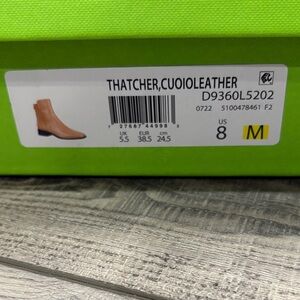 THATCHER,CUOIOLEATHER
D9360L5202
0722 5100478461 F2
US
8 M
UK EUR cm
5.5 38.5 24.5